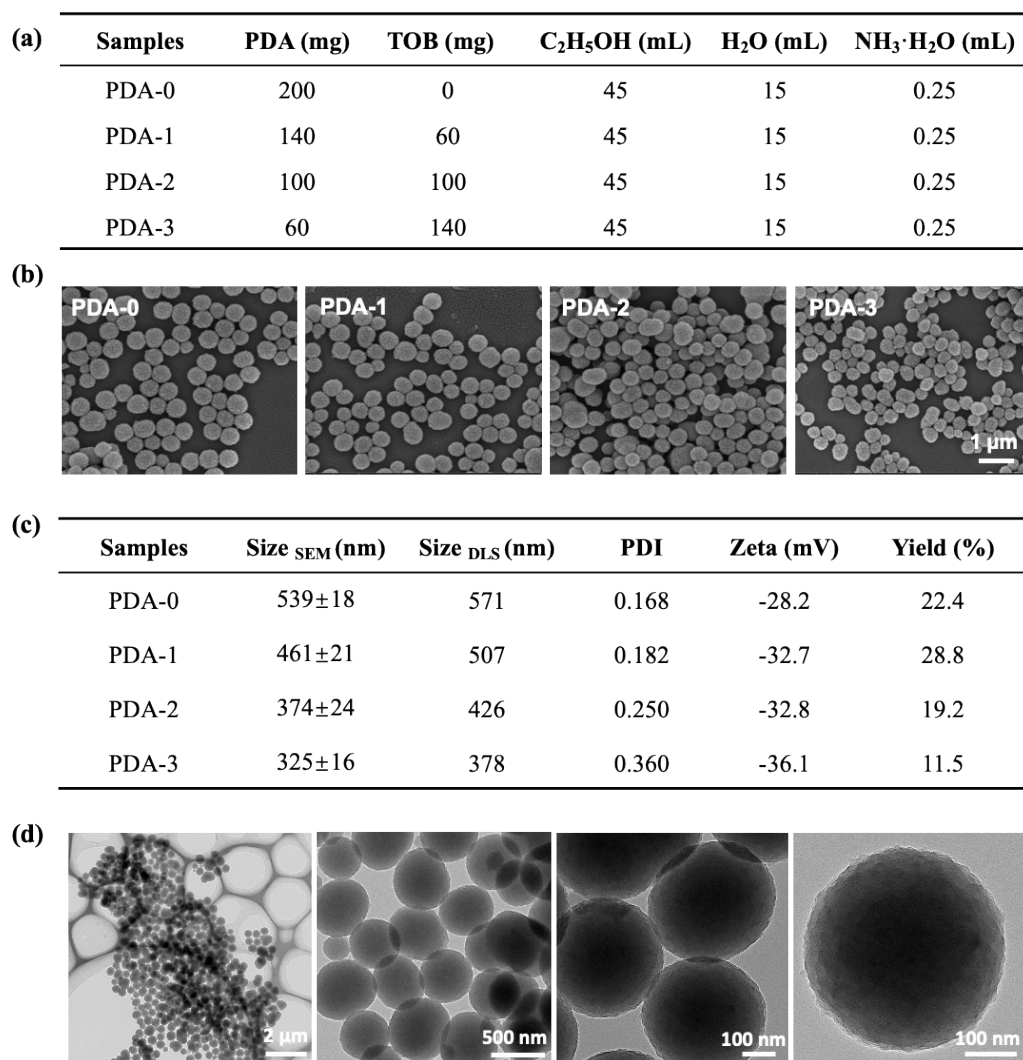 (a)
Samples PDA (mg) TOB (mg) C₂H₅OH (mL) H₂O (mL) NH₃·H₂O (mL)
PDA-0 200 0 45 15 0.25
PDA-1 140 60 45 15 0.25
PDA-2 100 100 45 15 0.25
PDA-3 60 140 45 15 0.25
(b)
PDA-0 PDA-1 PDA-2 PDA-3
1 μm
(c)
Samples Size SEM (nm) Size DLS (nm) PDI Zeta (mV) Yield (%)
PDA-0 539±18 571 0.168 -28.2 22.4
PDA-1 461±21 507 0.182 -32.7 28.8
PDA-2 374±24 426 0.250 -32.8 19.2
PDA-3 325±16 378 0.360 -36.1 11.5
(d)
2 μm 500 nm 100 nm 100 nm